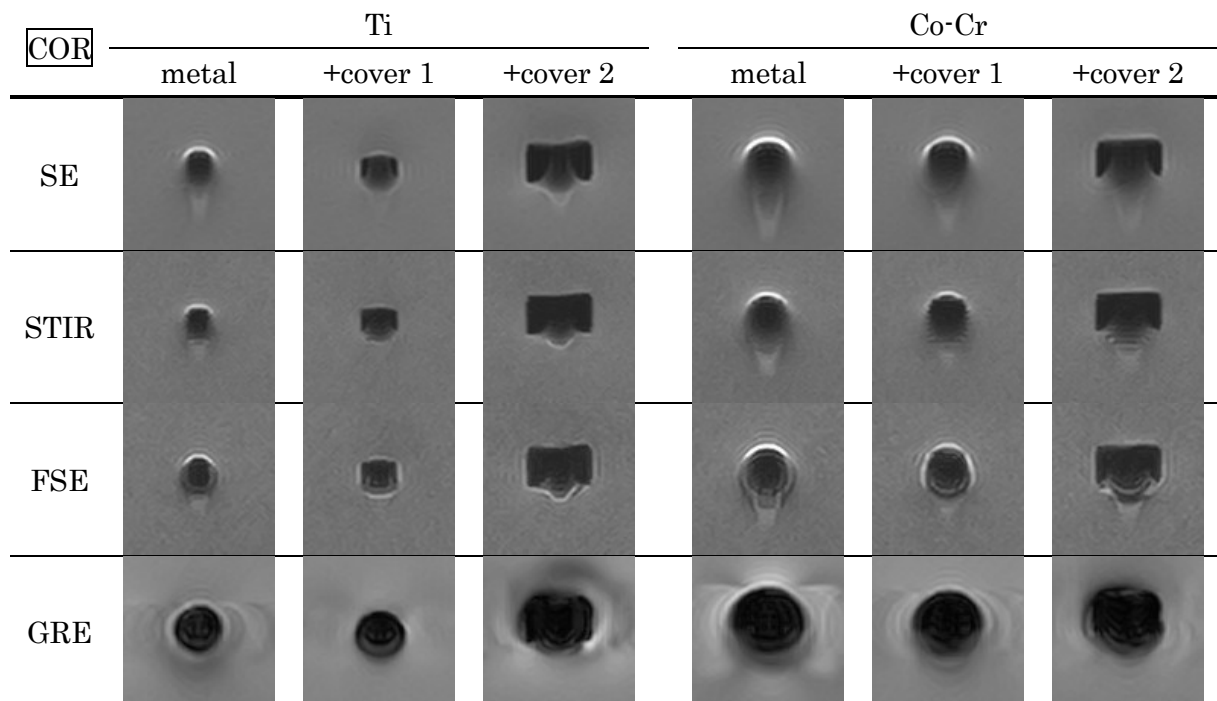 COR
Ti
Co-Cr
metal
+cover 1
+cover 2
metal
+cover 1
+cover 2
SE
STIR
FSE
GRE